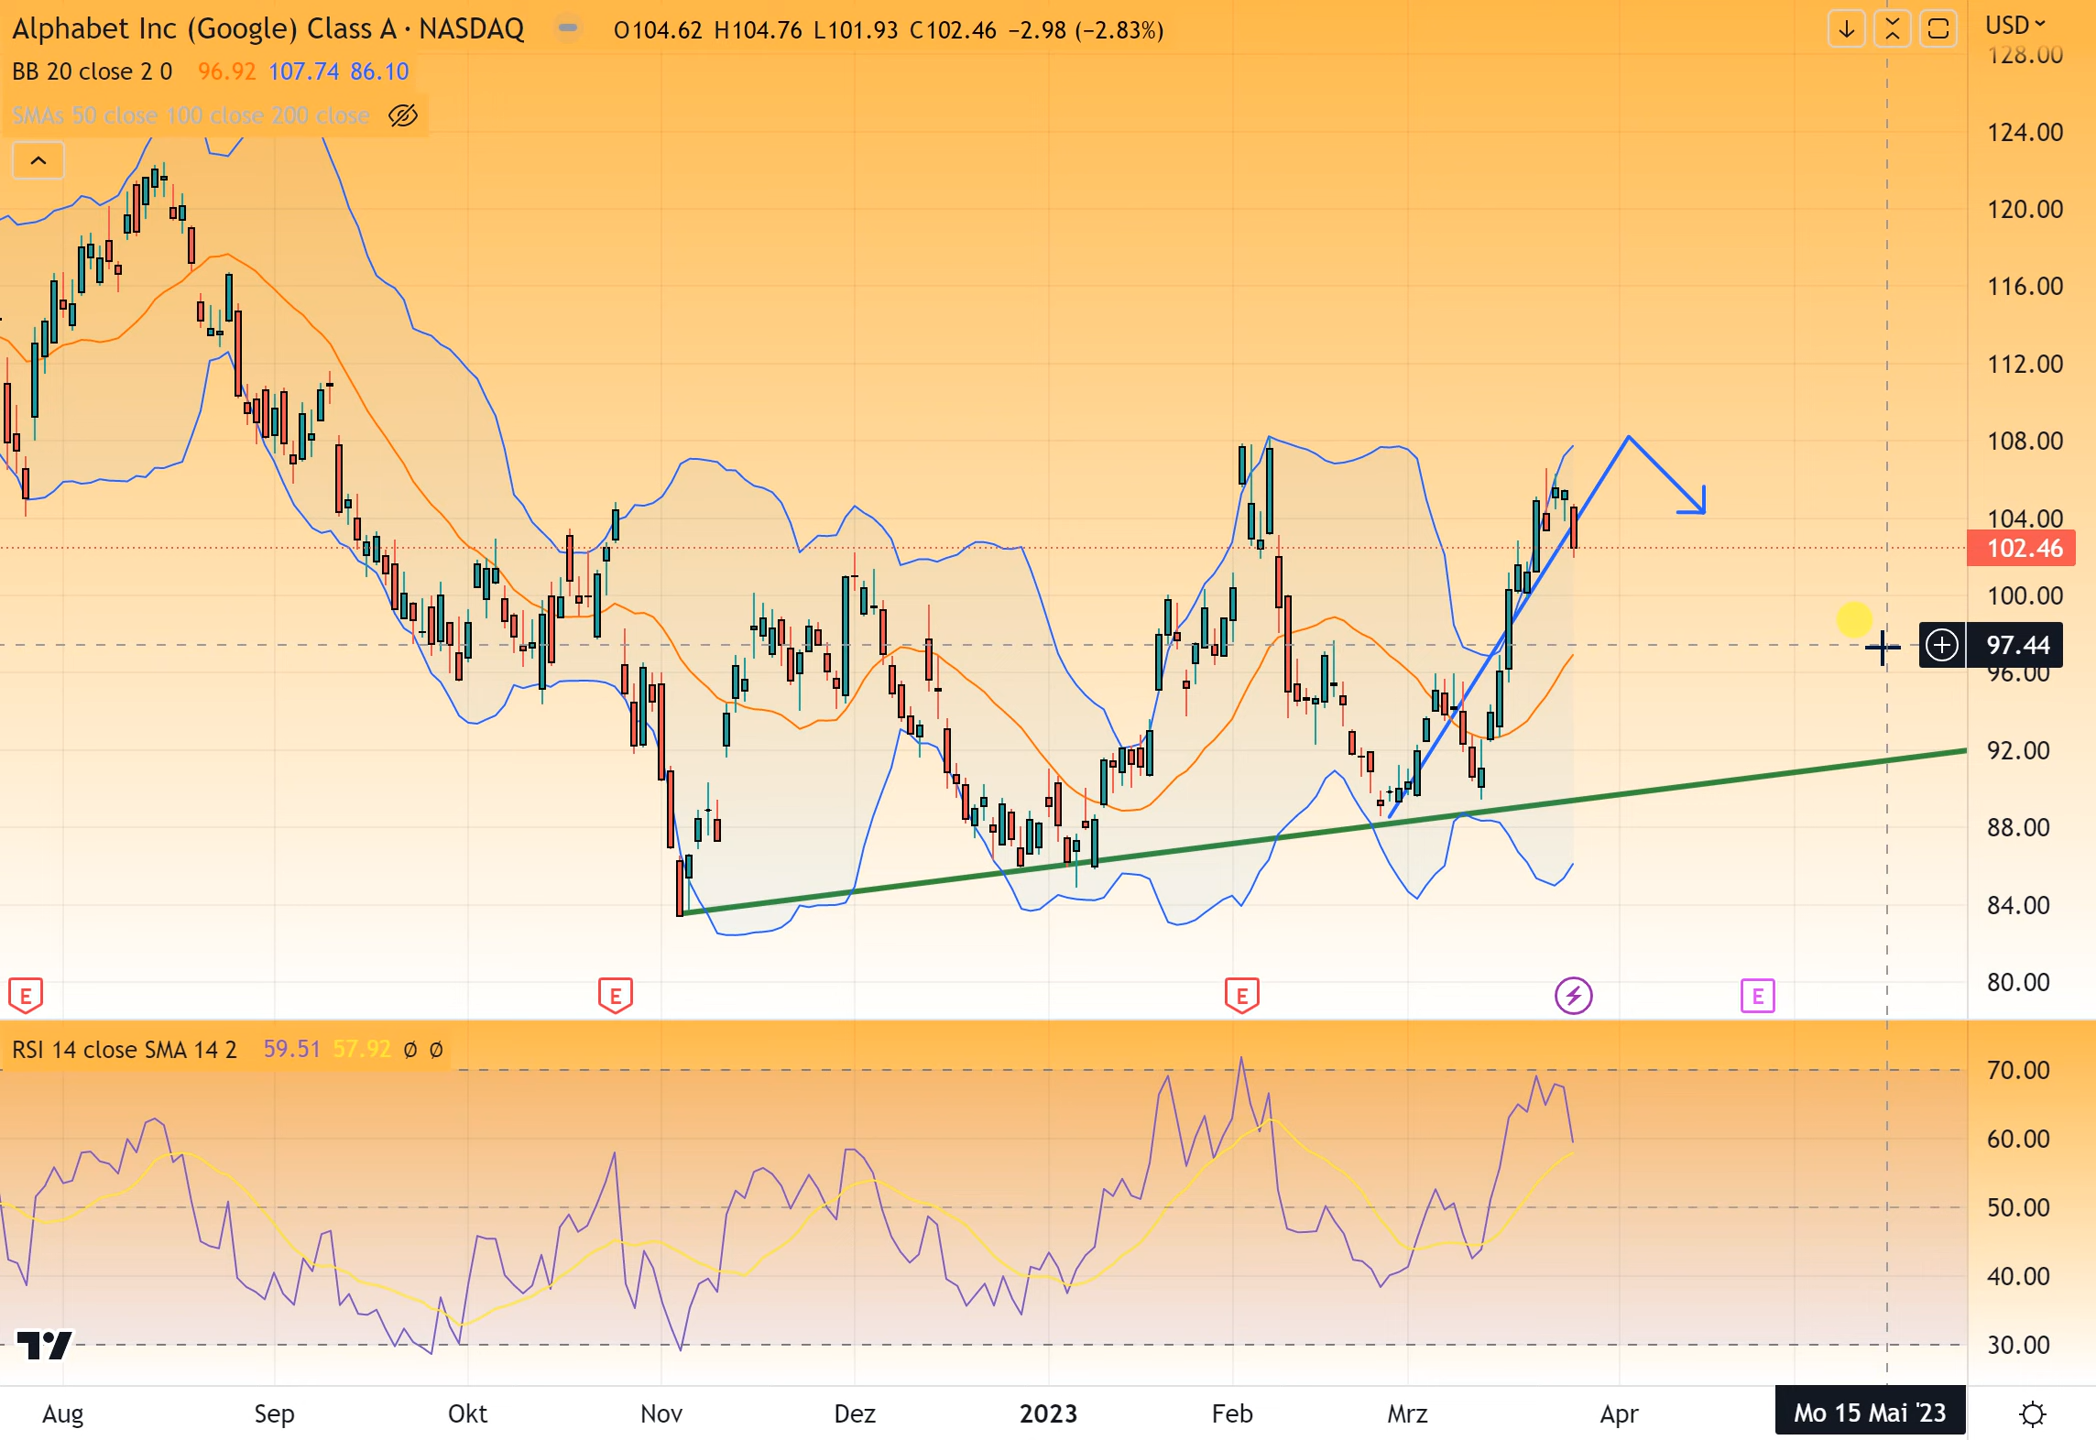 Alphabet Inc (Google) Class A · NASDAQ O104.62 H104.76 L101.93 C102.46 −2.98 (−2.83%)
USD
BB 20 close 2 0 96.92 107.74 86.10
SMAs 50 close 100 close 200 close
128.00
124.00
120.00
116.00
112.00
108.00
104.00
102.46
100.00
97.44
96.00
92.00
88.00
84.00
80.00
E E E E
RSI 14 close SMA 14 2 59.51 57.92 Ø Ø
70.00
60.00
50.00
40.00
30.00
Aug Sep Okt Nov Dez 2023 Feb Mrz Apr Mo 15 Mai '23